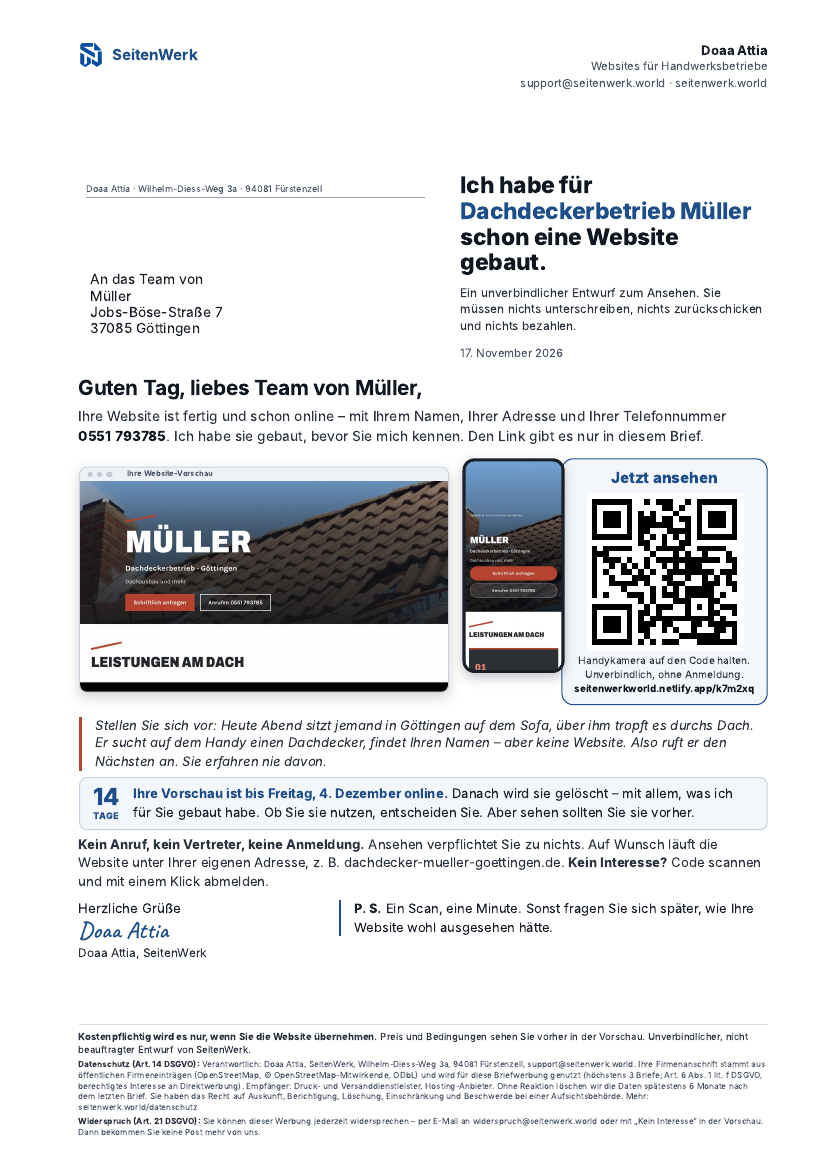 SeitenWerk
Doaa Attia
Websites für Handwerksbetriebe
support@seitenwerk.world · seitenwerk.world
Doaa Attia · Wilhelm-Diess-Weg 3a · 94081 Fürstenzell
An das Team von
Müller
Jobs-Böse-Straße 7
37085 Göttingen
Ich habe für
Dachdeckerbetrieb Müller
schon eine Website
gebaut.
Ein unverbindlicher Entwurf zum Ansehen. Sie
müssen nichts unterschreiben, nichts zurückschicken
und nichts bezahlen.
17. November 2026
Guten Tag, liebes Team von Müller,
Ihre Website ist fertig und schon online – mit Ihrem Namen, Ihrer Adresse und Ihrer Telefonnummer
0551 793785. Ich habe sie gebaut, bevor Sie mich kennen. Den Link gibt es nur in diesem Brief.
Ihre Website-Vorschau
MÜLLER
Dachdeckerbetrieb · Göttingen
Dachausbau und mehr
Schriftlich anfragen
Anrufen 0551 793785
LEISTUNGEN AM DACH
MÜLLER
Dachdeckerbetrieb · Göttingen
Dachausbau und mehr
Schriftlich anfragen
Anrufen 0551 793785
LEISTUNGEN AM DACH
01
Jetzt ansehen
Handykamera auf den Code halten.
Unverbindlich, ohne Anmeldung.
seitenwerkworld.netlify.app/k7m2xq
Stellen Sie sich vor: Heute Abend sitzt jemand in Göttingen auf dem Sofa, über ihm tropft es durchs Dach.
Er sucht auf dem Handy einen Dachdecker, findet Ihren Namen – aber keine Website. Also ruft er den
Nächsten an. Sie erfahren nie davon.
14
TAGE
Ihre Vorschau ist bis Freitag, 4. Dezember online. Danach wird sie gelöscht – mit allem, was ich
für Sie gebaut habe. Ob Sie sie nutzen, entscheiden Sie. Aber sehen sollten Sie sie vorher.
Kein Anruf, kein Vertreter, keine Anmeldung. Ansehen verpflichtet Sie zu nichts. Auf Wunsch läuft die
Website unter Ihrer eigenen Adresse, z. B. dachdecker-mueller-goettingen.de. Kein Interesse? Code scannen
und mit einem Klick abmelden.
Herzliche Grüße
Doaa Attia
Doaa Attia, SeitenWerk
P. S. Ein Scan, eine Minute. Sonst fragen Sie sich später, wie Ihre
Website wohl ausgesehen hätte.
Kostenpflichtig wird es nur, wenn Sie die Website übernehmen. Preis und Bedingungen sehen Sie vorher in der Vorschau. Unverbindlicher, nicht
beauftragter Entwurf von SeitenWerk.
Datenschutz (Art. 14 DSGVO): Verantwortlich: Doaa Attia, SeitenWerk, Wilhelm-Diess-Weg 3a, 94081 Fürstenzell, support@seitenwerk.world. Ihre Firmenanschrift stammt aus
öffentlichen Firmeneinträgen (OpenStreetMap, © OpenStreetMap-Mitwirkende, ODbL) und wird für diese Briefwerbung genutzt (höchstens 3 Briefe; Art. 6 Abs. 1 lit. f DSGVO,
berechtigtes Interesse an Direktwerbung). Empfänger: Druck- und Versanddienstleister, Hosting-Anbieter. Ohne Reaktion löschen wir die Daten spätestens 6 Monate nach
dem letzten Brief. Sie haben das Recht auf Auskunft, Berichtigung, Löschung, Einschränkung und Beschwerde bei einer Aufsichtsbehörde. Mehr:
seitenwerk.world/datenschutz
Widerspruch (Art. 21 DSGVO): Sie können dieser Werbung jederzeit widersprechen – per E-Mail an widerspruch@seitenwerk.world oder mit „Kein Interesse“ in der Vorschau.
Dann bekommen Sie keine Post mehr von uns.